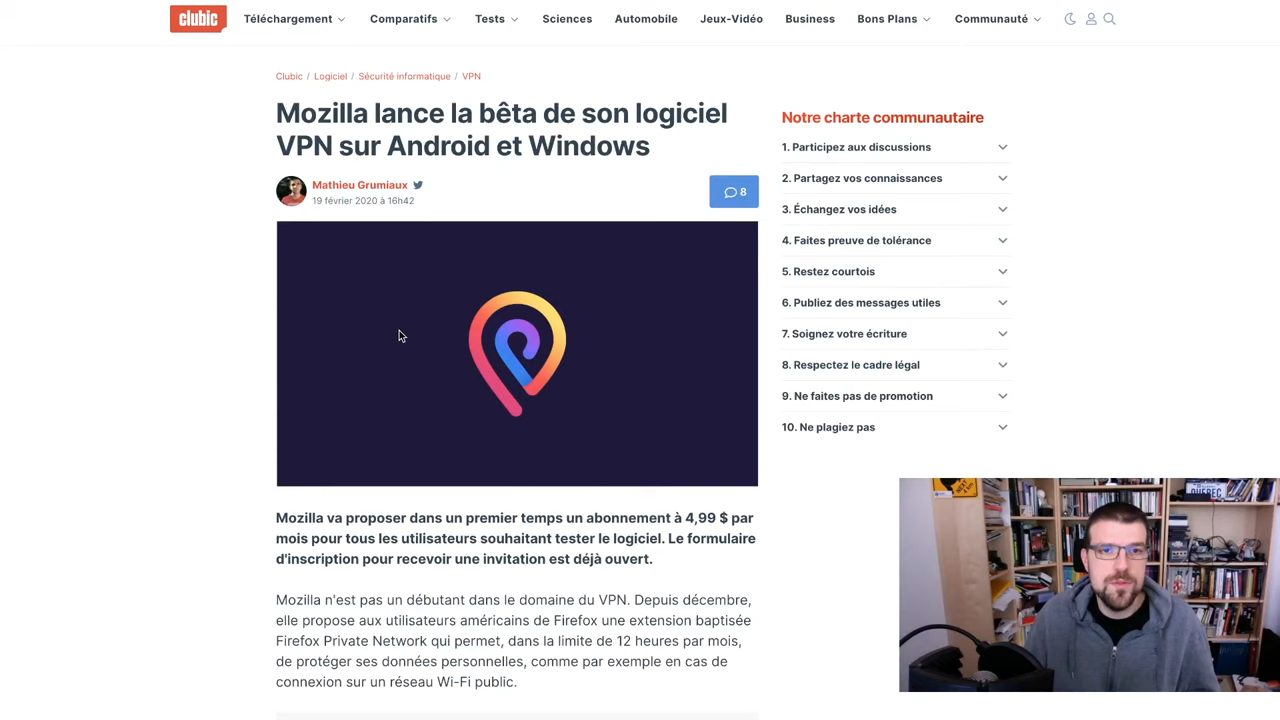 clubic
Téléchargement
Comparatifs
Tests
Sciences
Automobile
Jeux-Vidéo
Business
Bons Plans
Communauté
Clubic / Logiciel / Sécurité informatique / VPN
Mozilla lance la bêta de son logiciel
VPN sur Android et Windows
Mathieu Grumiaux
19 février 2020 à 16h42
8
Mozilla va proposer dans un premier temps un abonnement à 4,99 $ par
mois pour tous les utilisateurs souhaitant tester le logiciel. Le formulaire
d'inscription pour recevoir une invitation est déjà ouvert.
Mozilla n'est pas un débutant dans le domaine du VPN. Depuis décembre,
elle propose aux utilisateurs américains de Firefox une extension baptisée
Firefox Private Network qui permet, dans la limite de 12 heures par mois,
de protéger ses données personnelles, comme par exemple en cas de
connexion sur un réseau Wi-Fi public.
Notre charte communautaire
1. Participez aux discussions
2. Partagez vos connaissances
3. Échangez vos idées
4. Faites preuve de tolérance
5. Restez courtois
6. Publiez des messages utiles
7. Soignez votre écriture
8. Respectez le cadre légal
9. Ne faites pas de promotion
10. Ne plagiez pas
QUÉBEC